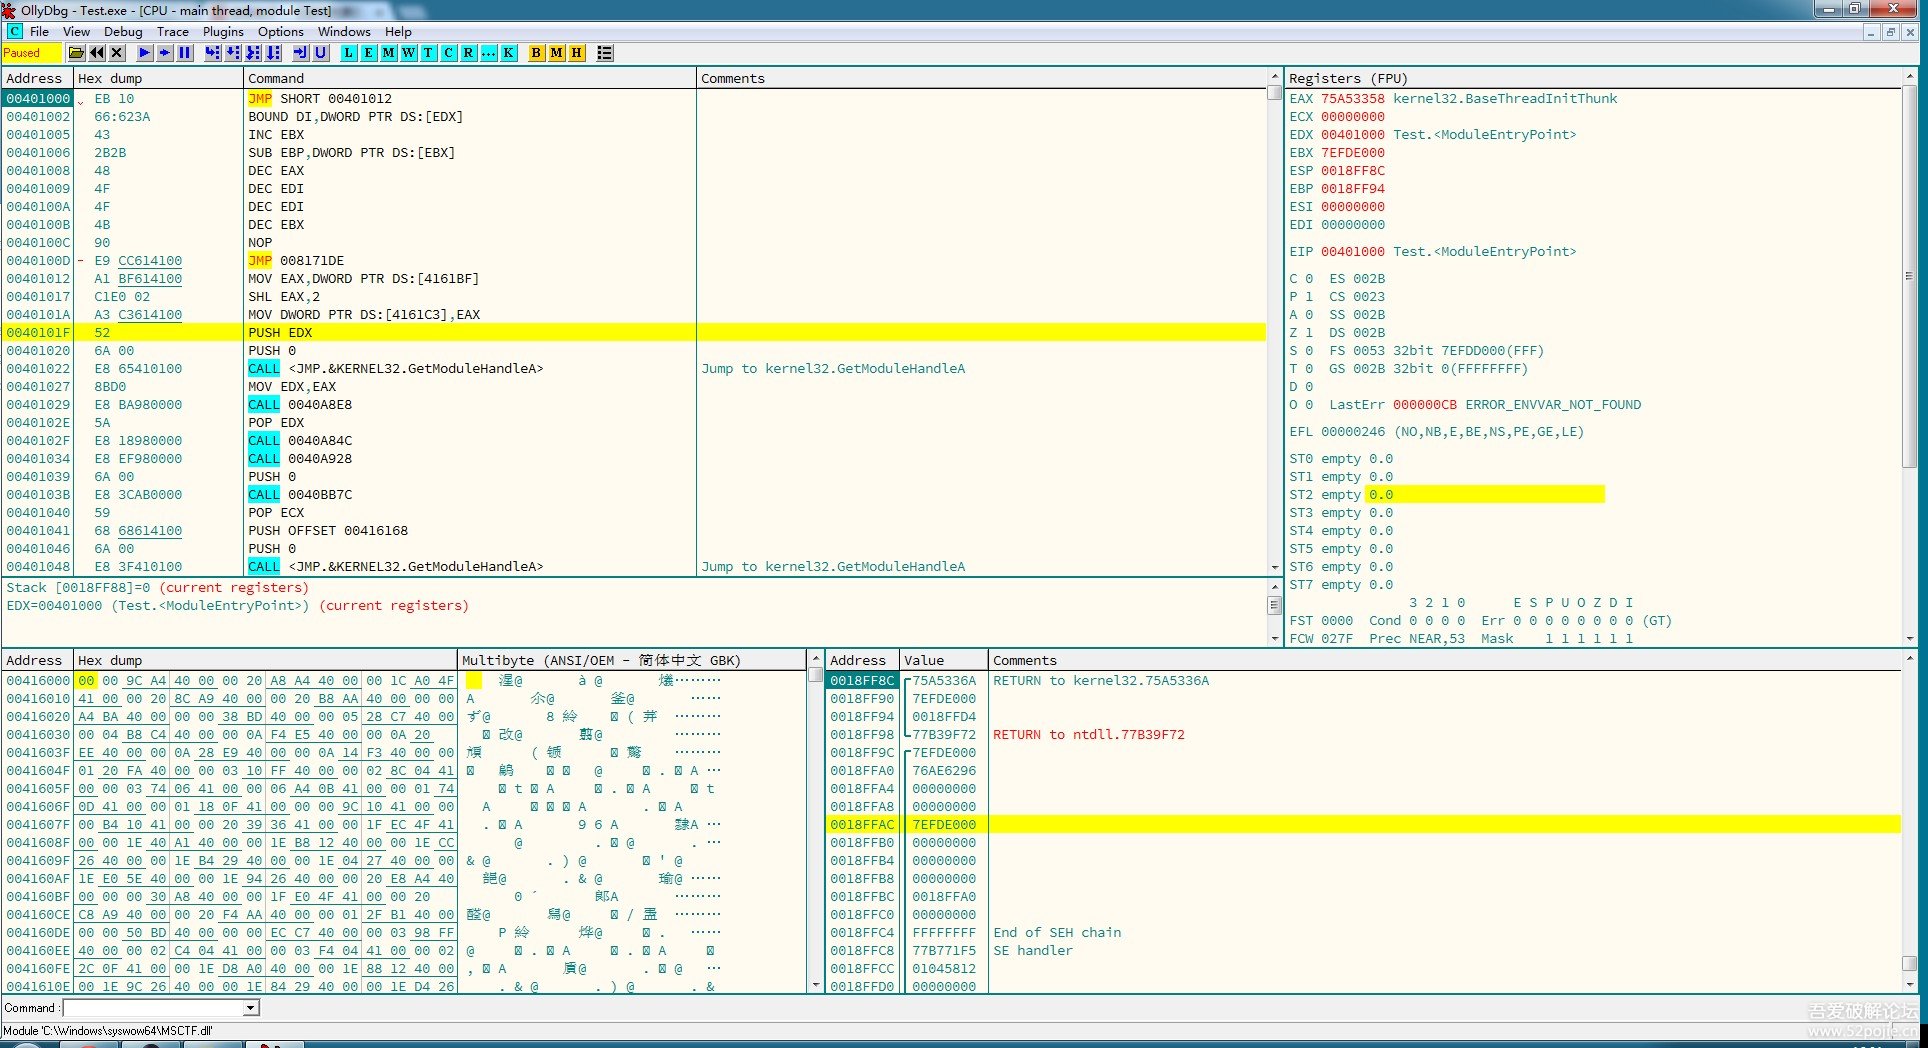 OllyDbg - Test.exe - [CPU - main thread, module Test]
C File View Debug Trace Plugins Options Windows Help
Paused L E M W T C R ... K B M H
Address Hex dump Command Comments
00401000 EB 10 JMP SHORT 00401012
00401002 66:623A BOUND DI,DWORD PTR DS:[EDX]
00401005 43 INC EBX
00401006 2B2B SUB EBP,DWORD PTR DS:[EBX]
00401008 48 DEC EAX
00401009 4F DEC EDI
0040100A 4F DEC EDI
0040100B 4B DEC EBX
0040100C 90 NOP
0040100D - E9 CC614100 JMP 008171DE
00401012 A1 BF614100 MOV EAX,DWORD PTR DS:[4161BF]
00401017 C1E0 02 SHL EAX,2
0040101A A3 C3614100 MOV DWORD PTR DS:[4161C3],EAX
0040101F 52 PUSH EDX
00401020 6A 00 PUSH 0
00401022 E8 65410100 CALL <JMP.&KERNEL32.GetModuleHandleA> Jump to kernel32.GetModuleHandleA
00401027 8BD0 MOV EDX,EAX
00401029 E8 BA980000 CALL 0040A8E8
0040102E 5A POP EDX
0040102F E8 18980000 CALL 0040A84C
00401034 E8 EF980000 CALL 0040A928
00401039 6A 00 PUSH 0
0040103B E8 3CAB0000 CALL 0040BB7C
00401040 59 POP ECX
00401041 68 68614100 PUSH OFFSET 00416168
00401046 6A 00 PUSH 0
00401048 E8 3F410100 CALL <JMP.&KERNEL32.GetModuleHandleA> Jump to kernel32.GetModuleHandleA
Stack [0018FF88]=0 (current registers)
EDX=00401000 (Test.<ModuleEntryPoint>) (current registers)
Registers (FPU)
EAX 75A53358 kernel32.BaseThreadInitThunk
ECX 00000000
EDX 00401000 Test.<ModuleEntryPoint>
EBX 7EFDE000
ESP 0018FF8C
EBP 0018FF94
ESI 00000000
EDI 00000000
EIP 00401000 Test.<ModuleEntryPoint>
C 0 ES 002B
P 1 CS 0023
A 0 SS 002B
Z 1 DS 002B
S 0 FS 0053 32bit 7EFDD000(FFF)
T 0 GS 002B 32bit 0(FFFFFFFF)
D 0
O 0 LastErr 000000CB ERROR_ENVVAR_NOT_FOUND
EFL 00000246 (NO,NB,E,BE,NS,PE,GE,LE)
ST0 empty 0.0
ST1 empty 0.0
ST2 empty 0.0
ST3 empty 0.0
ST4 empty 0.0
ST5 empty 0.0
ST6 empty 0.0
ST7 empty 0.0
3 2 1 0 E S P U O Z D I
FST 0000 Cond 0 0 0 0 Err 0 0 0 0 0 0 0 0 (GT)
FCW 027F Prec NEAR,53 Mask 1 1 1 1 1 1
Address Hex dump Multibyte (ANSI/OEM - 简体中文 GBK)
00416000 00 00 9C A4 40 00 00 20 A8 A4 40 00 00 1C A0 4F
00416010 41 00 00 20 8C A9 40 00 00 20 B8 AA 40 00 00 00
00416020 A4 BA 40 00 00 00 38 BD 40 00 00 05 28 C7 40 00
00416030 00 04 B8 C4 40 00 00 0A F4 E5 40 00 00 0A 20
0041603F EE 40 00 00 0A 28 E9 40 00 00 0A 14 F3 40 00 00
0041604F 01 20 FA 40 00 00 03 10 FF 40 00 00 02 8C 04 41
0041605F 00 00 03 74 06 41 00 00 06 A4 0B 41 00 00 01 74
0041606F 0D 41 00 00 01 18 0F 41 00 00 00 9C 10 41 00 00
0041607F 00 B4 10 41 00 00 20 39 36 41 00 00 1F EC 4F 41
0041608F 00 00 1E 40 A1 40 00 00 1E B8 12 40 00 00 1E CC
0041609F 26 40 00 00 1E B4 29 40 00 00 1E 04 27 40 00 00
004160AF 1E E0 5E 40 00 00 1E 94 26 40 00 00 20 E8 A4 40
004160BF 00 00 00 30 A8 40 00 00 1F E0 4F 41 00 00 20
004160CE C8 A9 40 00 00 20 F4 AA 40 00 00 01 2F B1 40 00
004160DE 00 00 50 BD 40 00 00 00 EC C7 40 00 00 03 98 FF
004160EE 40 00 00 02 C4 04 41 00 00 03 F4 04 41 00 00 02
004160FE 2C 0F 41 00 00 1E D8 A0 40 00 00 1E 88 12 40 00
0041610E 00 1E 9C 26 40 00 00 1E 84 29 40 00 00 1E D4 26
Address Value Comments
0018FF8C 75A5336A RETURN to kernel32.75A5336A
0018FF90 7EFDE000
0018FF94 0018FFD4
0018FF98 77B39F72 RETURN to ntdll.77B39F72
0018FF9C 7EFDE000
0018FFA0 76AE6296
0018FFA4 00000000
0018FFA8 00000000
0018FFAC 7EFDE000
0018FFB0 00000000
0018FFB4 00000000
0018FFB8 00000000
0018FFBC 0018FFA0
0018FFC0 00000000
0018FFC4 FFFFFFFF End of SEH chain
0018FFC8 77B771F5 SE handler
0018FFCC 01045812
0018FFD0 00000000
Command :
Module 'C:\Windows\syswow64\MSCTF.dll'
吾爱破解论坛
www.52pojie.cn